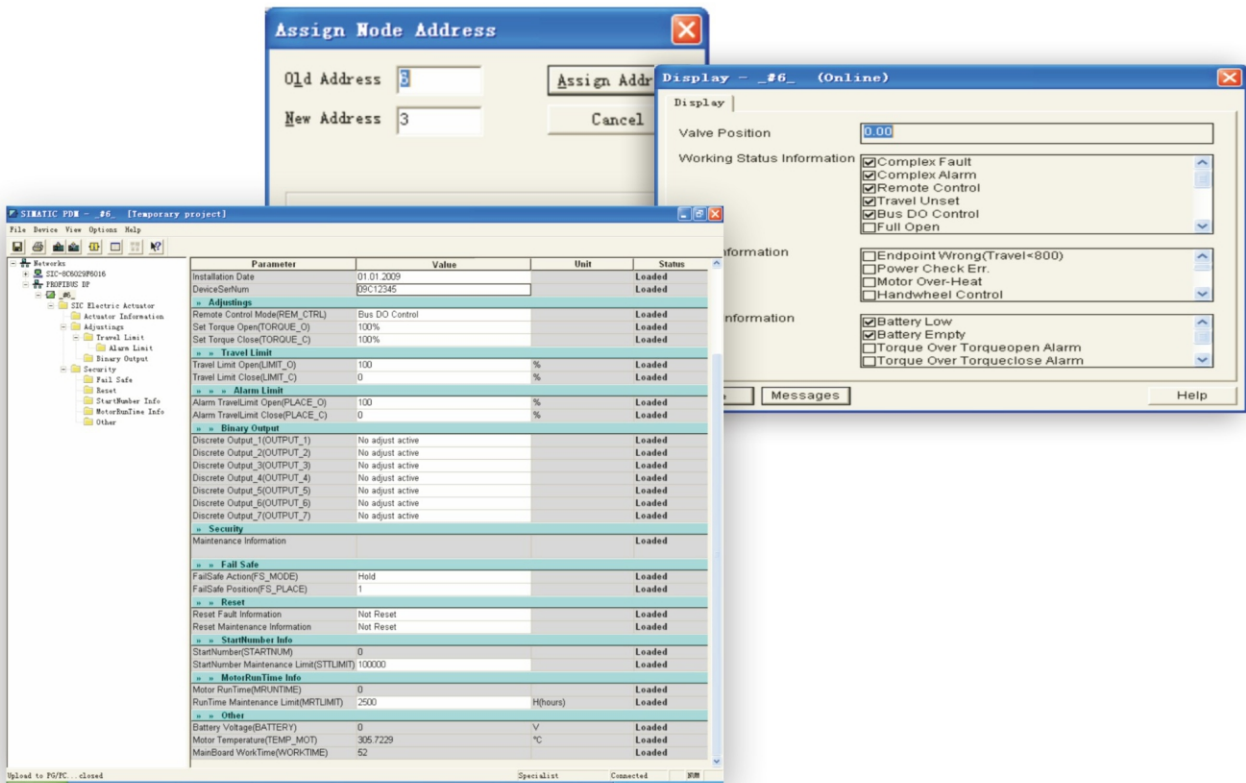 Assign Node Address
Old Address 3 Assign Addr
New Address 3 Cancel
Display - _#6_ (Online)
Display
Valve Position 0.00
Working Status Information Complex Fault
Complex Alarm
Remote Control
Travel Unset
Bus DO Control
Full Open
nformation Endpoint Wrong(Travel<800)
Power Check Err.
Motor Over-Heat
Handwheel Control
nformation Battery Low
Battery Empty
Torque Over Torqueopen Alarm
Torque Over Torqueclose Alarm
Messages Help
SIMATIC PDM - _#6_ [Temporary project]
File Device View Options Help
Networks
SIC-8C6029F6016
PROFIBUS DP
_#6_
SIC Electric Actuator
Actuator Information
Adjustings
Travel Limit
Alarm Limit
Binary Output
Security
Fail Safe
Reset
StartNumber Info
MotorRunTime Info
Other
Parameter Value Unit Status
Installation Date 01.01.2009 Loaded
DeviceSerNum 09C12345 Loaded
» Adjustings
Remote Control Mode(REM_CTRL) Bus DO Control Loaded
Set Torque Open(TORQUE_O) 100% Loaded
Set Torque Close(TORQUE_C) 100% Loaded
» » Travel Limit
Travel Limit Open(LIMIT_O) 100 % Loaded
Travel Limit Close(LIMIT_C) 0 % Loaded
» » » Alarm Limit
Alarm TravelLimit Open(PLACE_O) 100 % Loaded
Alarm TravelLimit Close(PLACE_C) 0 % Loaded
» » Binary Output
Discrete Output_1(OUTPUT_1) No adjust active Loaded
Discrete Output_2(OUTPUT_2) No adjust active Loaded
Discrete Output_3(OUTPUT_3) No adjust active Loaded
Discrete Output_4(OUTPUT_4) No adjust active Loaded
Discrete Output_5(OUTPUT_5) No adjust active Loaded
Discrete Output_6(OUTPUT_6) No adjust active Loaded
Discrete Output_7(OUTPUT_7) No adjust active Loaded
» Security
Maintenance Information Loaded
» » Fail Safe
FailSafe Action(FS_MODE) Hold Loaded
FailSafe Position(FS_PLACE) 1 Loaded
» » Reset
Reset Fault Information Not Reset Loaded
Reset Maintenance Information Not Reset Loaded
» » StartNumber Info
StartNumber(STARTNUM) 0 Loaded
StartNumber Maintenance Limit(STTLIMIT) 100000 Loaded
» » MotorRunTime Info
Motor RunTime(MRUNTIME) 0 Loaded
RunTime Maintenance Limit(MRTLIMIT) 2500 H(hours) Loaded
» » Other
Battery Voltage(BATTERY) 0 V Loaded
Motor Temperature(TEMP_MOT) 305.7229 °C Loaded
MainBoard WorkTime(WORKTIME) 52 Loaded
Upload to PG/PC...closed Specialist Connected NUM